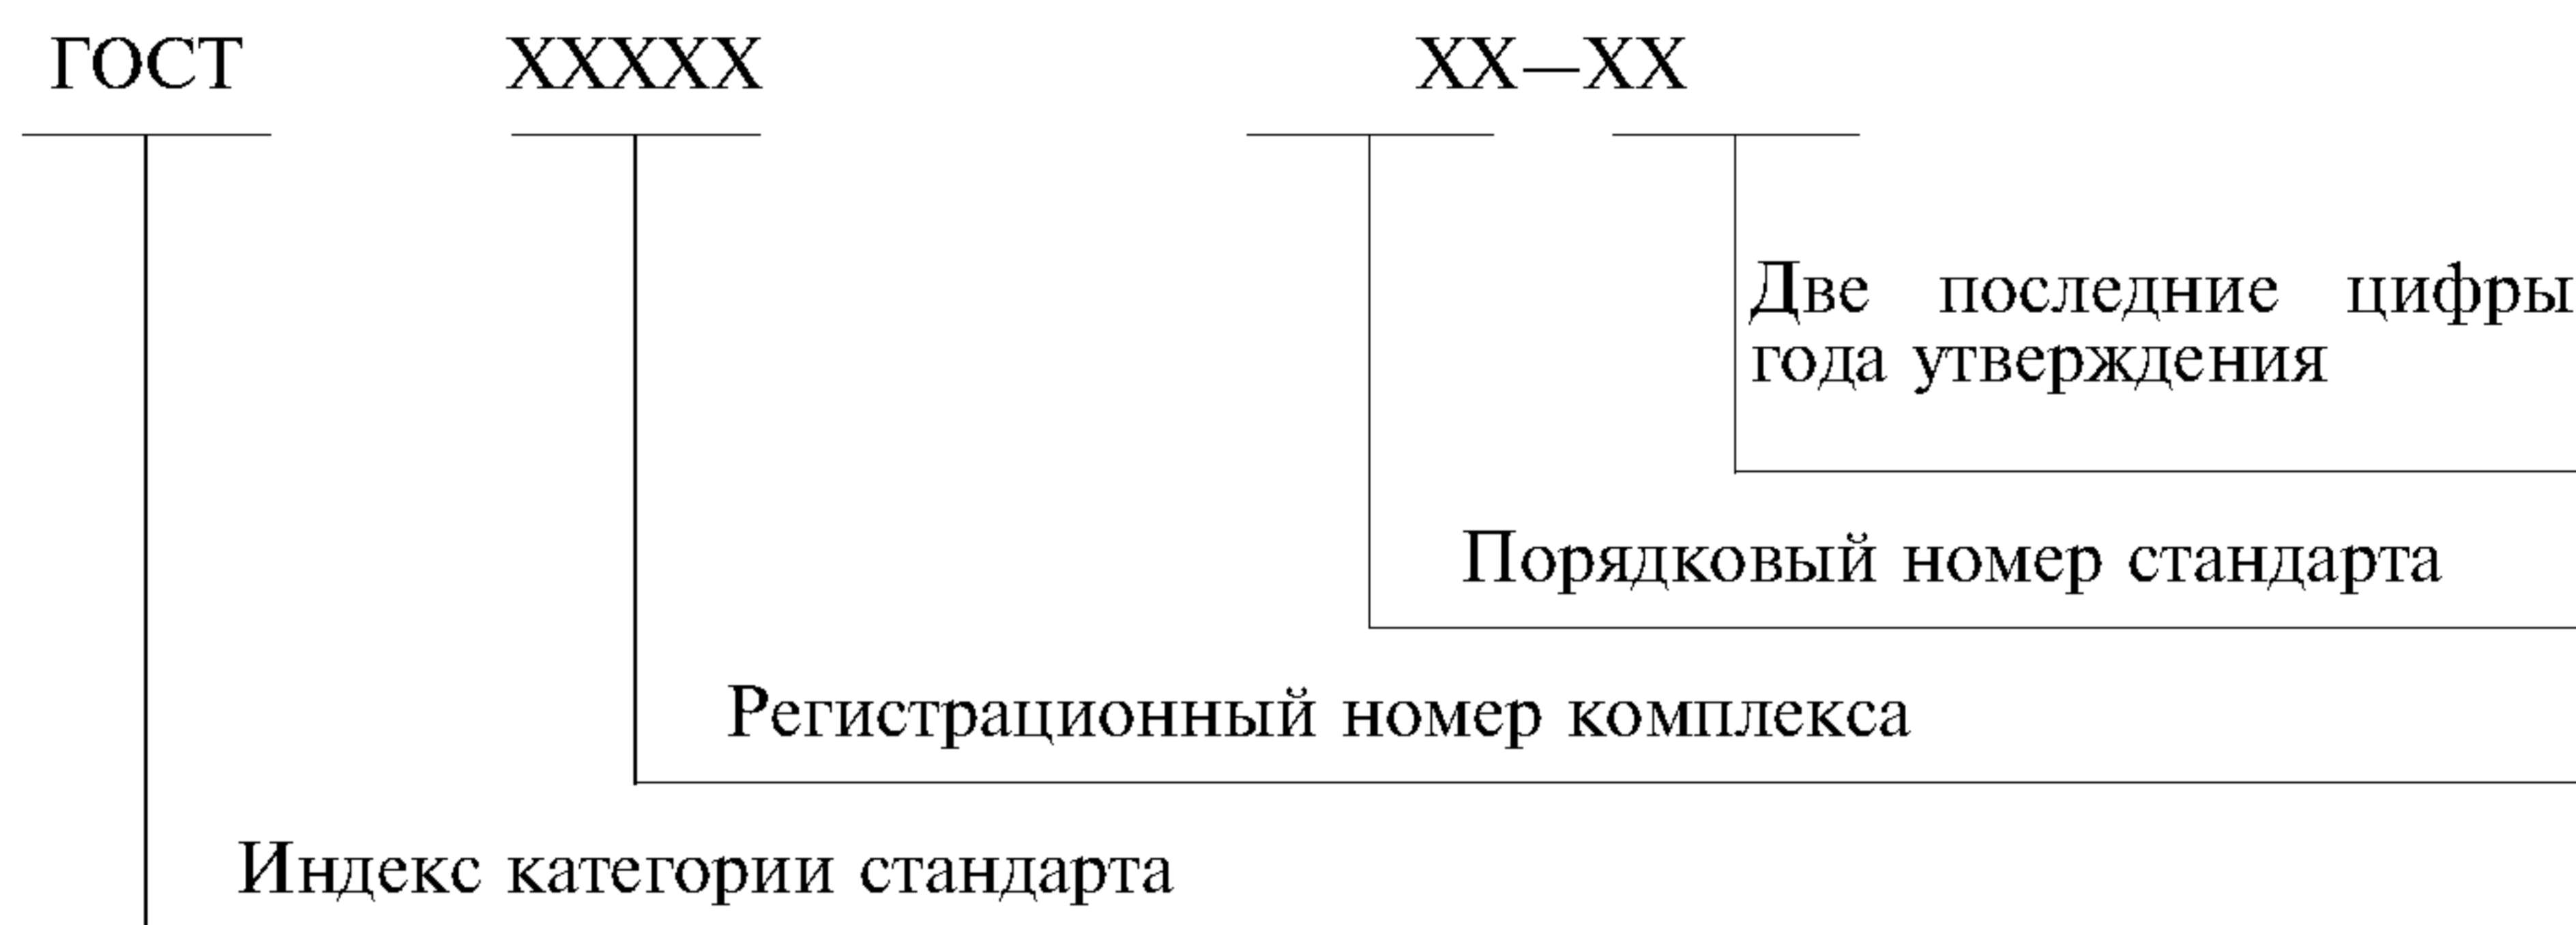 ГОСТ XXXXX XX—XX
Две последние цифры
года утверждения
Порядковый номер стандарта
Регистрационный номер комплекса
Индекс категории стандарта